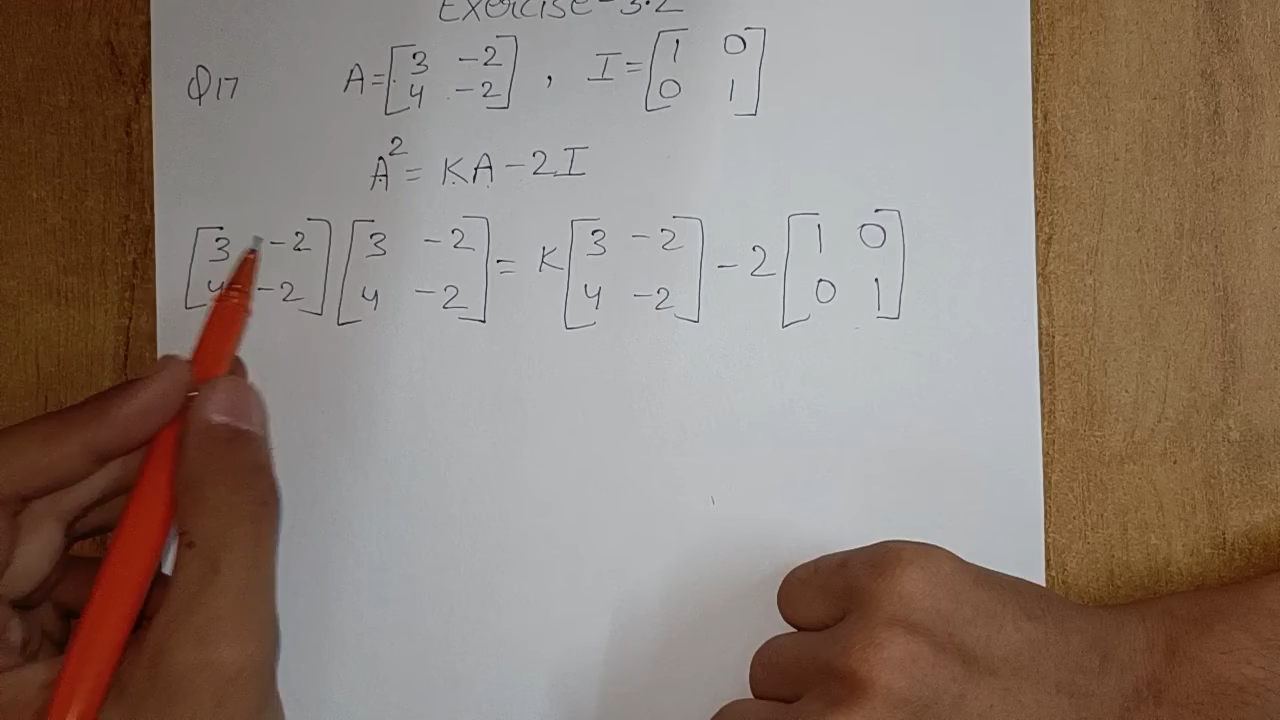 Exercise-3.2
Q17 A = [3 -2 4 -2], I = [1 0 0 1]
A² = KA - 2I
[3 -2 4 -2] [3 -2 4 -2] = K [3 -2 4 -2] - 2 [1 0 0 1]